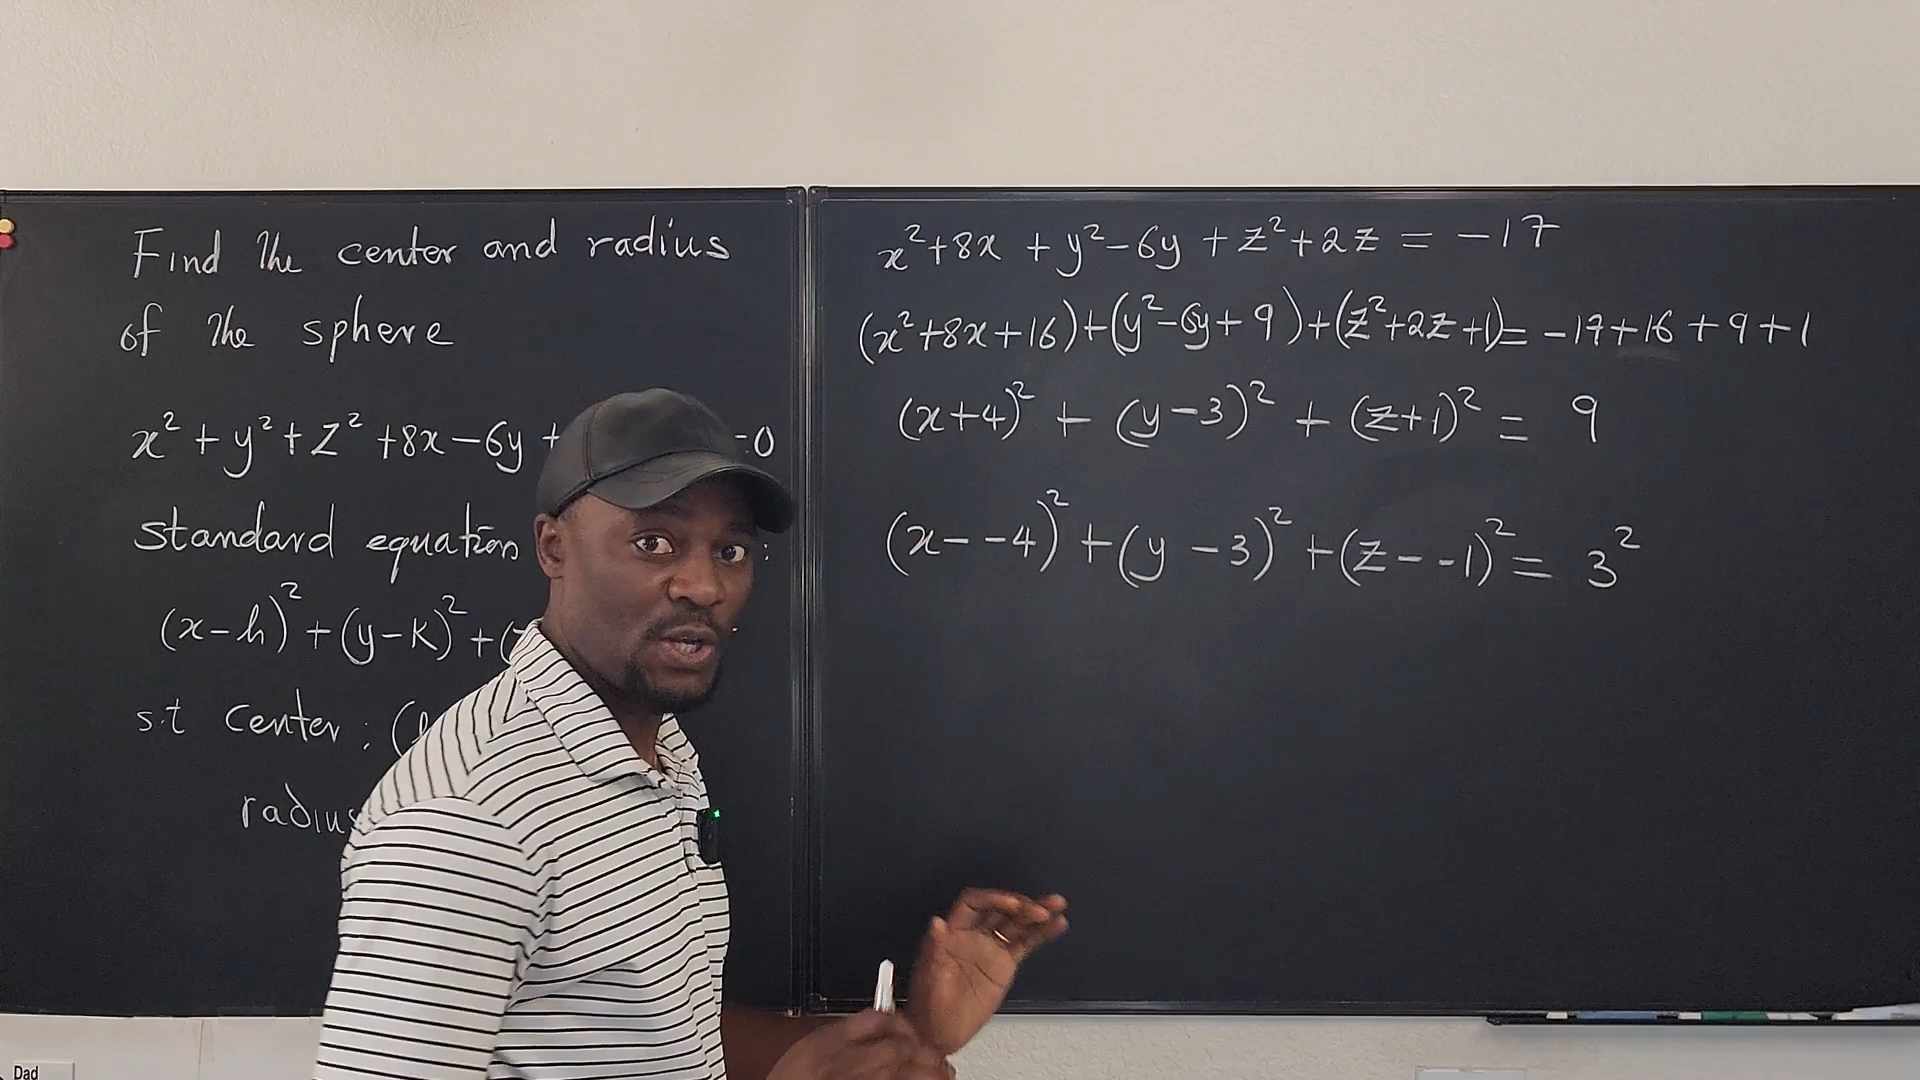 Find the center and radius
of the sphere
x² + y² + z² + 8x - 6y + =0
standard equation :
(x-h)² + (y-k)² + (
s.t center : (
radius
x² + 8x + y² - 6y + z² + 2z = -17
(x² + 8x + 16) + (y² - 6y + 9) + (z² + 2z + 1) = -17 + 16 + 9 + 1
(x+4)² + (y-3)² + (z+1)² = 9
(x--4)² + (y-3)² + (z--1)² = 3²
Dad